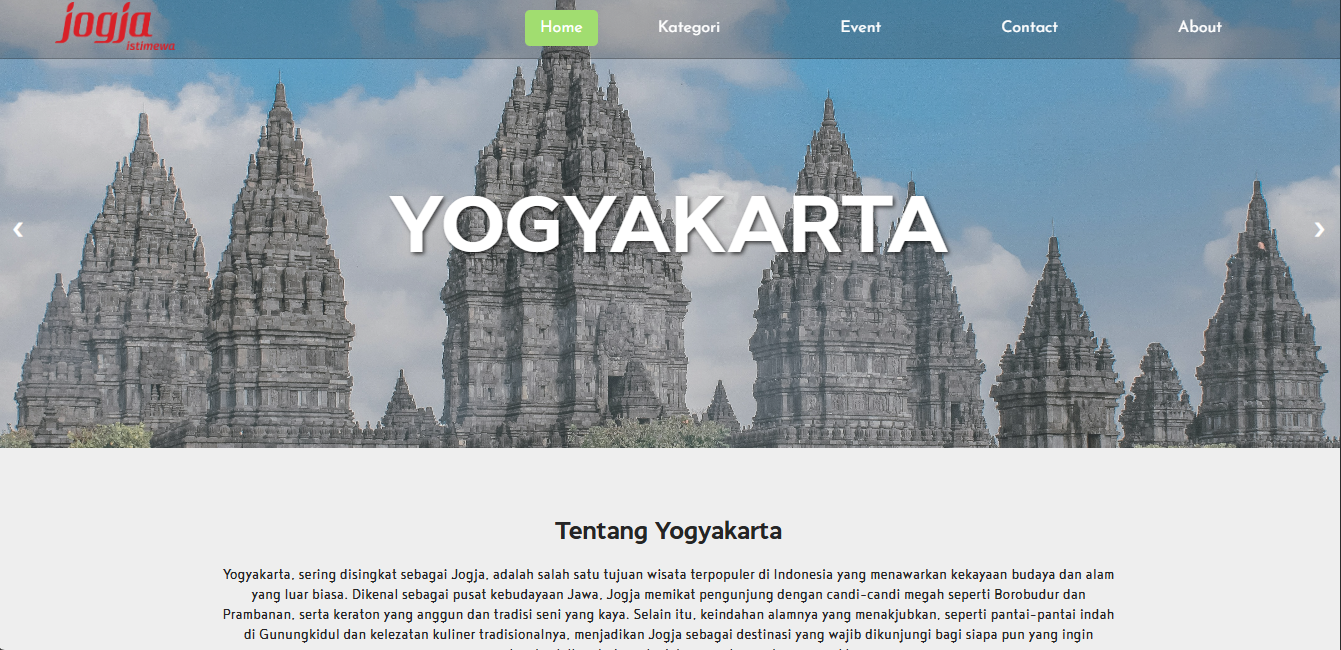 jogja
istimewa
Home Kategori Event Contact About
YOGYAKARTA
Tentang Yogyakarta
Yogyakarta, sering disingkat sebagai Jogja, adalah salah satu tujuan wisata terpopuler di Indonesia yang menawarkan kekayaan budaya dan alam
yang luar biasa. Dikenal sebagai pusat kebudayaan Jawa, Jogja memikat pengunjung dengan candi-candi megah seperti Borobudur dan
Prambanan, serta keraton yang anggun dan tradisi seni yang kaya. Selain itu, keindahan alamnya yang menakjubkan, seperti pantai-pantai indah
di Gunungkidul dan kelezatan kuliner tradisionalnya, menjadikan Jogja sebagai destinasi yang wajib dikunjungi bagi siapa pun yang ingin